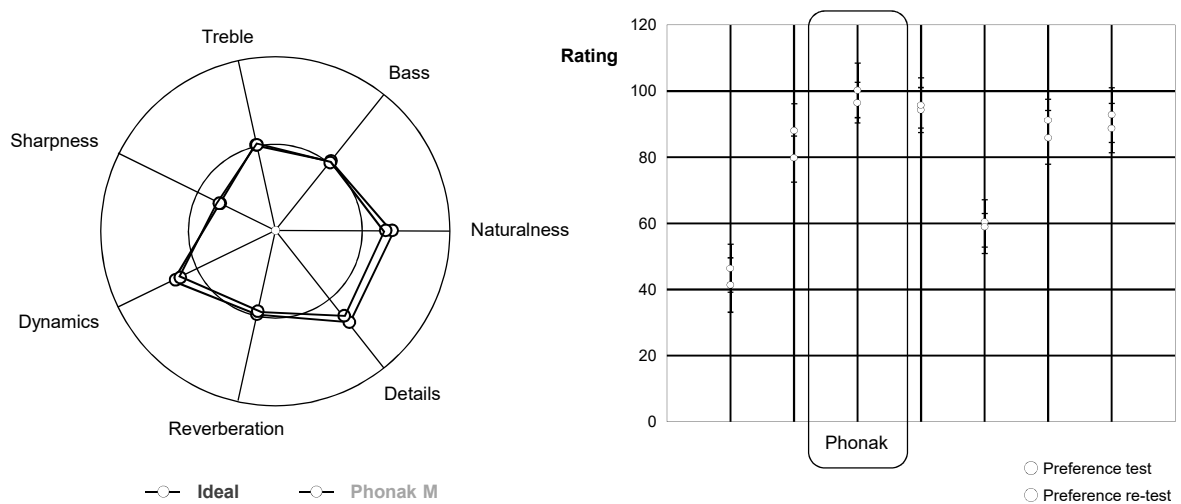 Treble
Bass
Sharpness
Naturalness
Dynamics
Details
Reverberation
Ideal
Phonak M
Rating
120
100
80
60
40
20
0
Phonak
Preference test
Preference re-test